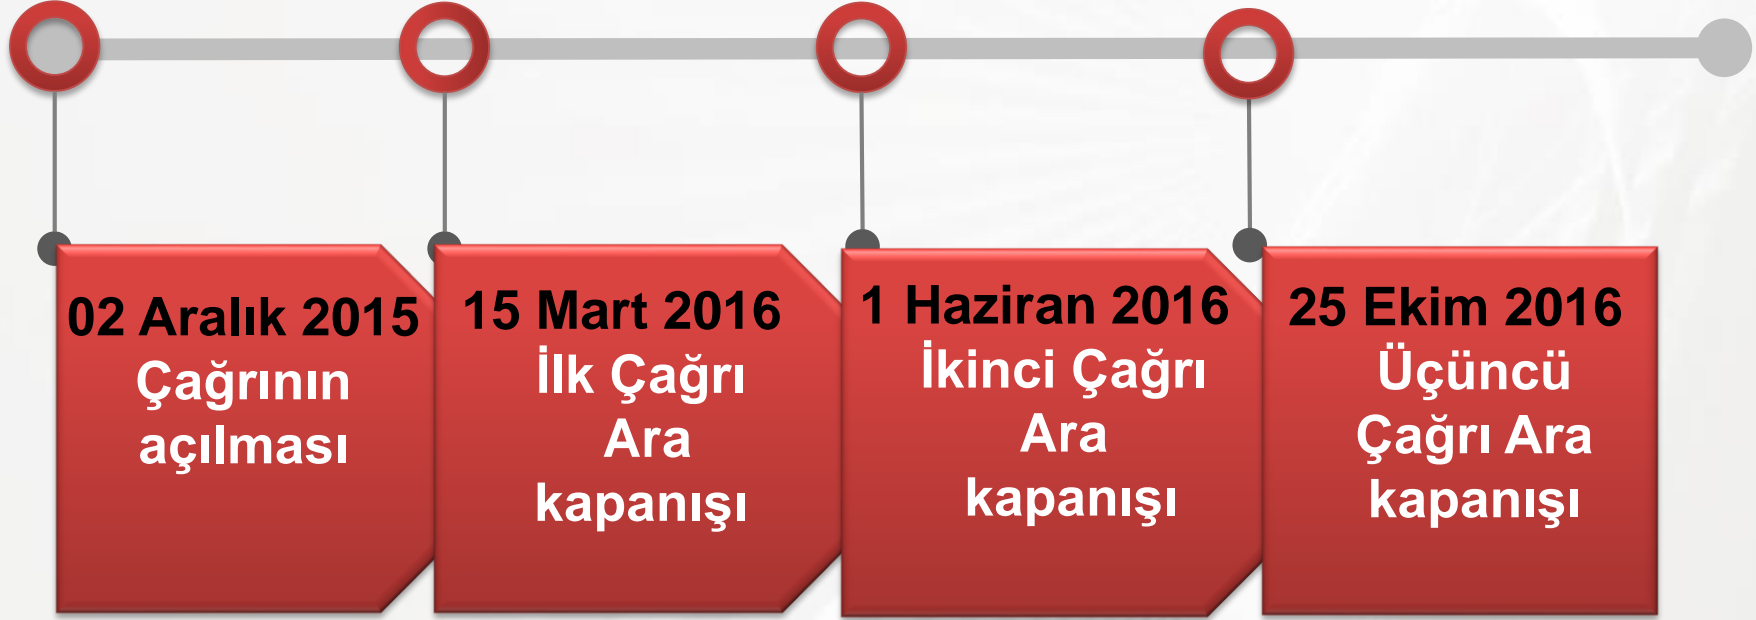 02 Aralık 2015
Çağrının
açılması
15 Mart 2016
İlk Çağrı
Ara
kapanışı
1 Haziran 2016
İkinci Çağrı
Ara
kapanışı
25 Ekim 2016
Üçüncü
Çağrı Ara
kapanışı